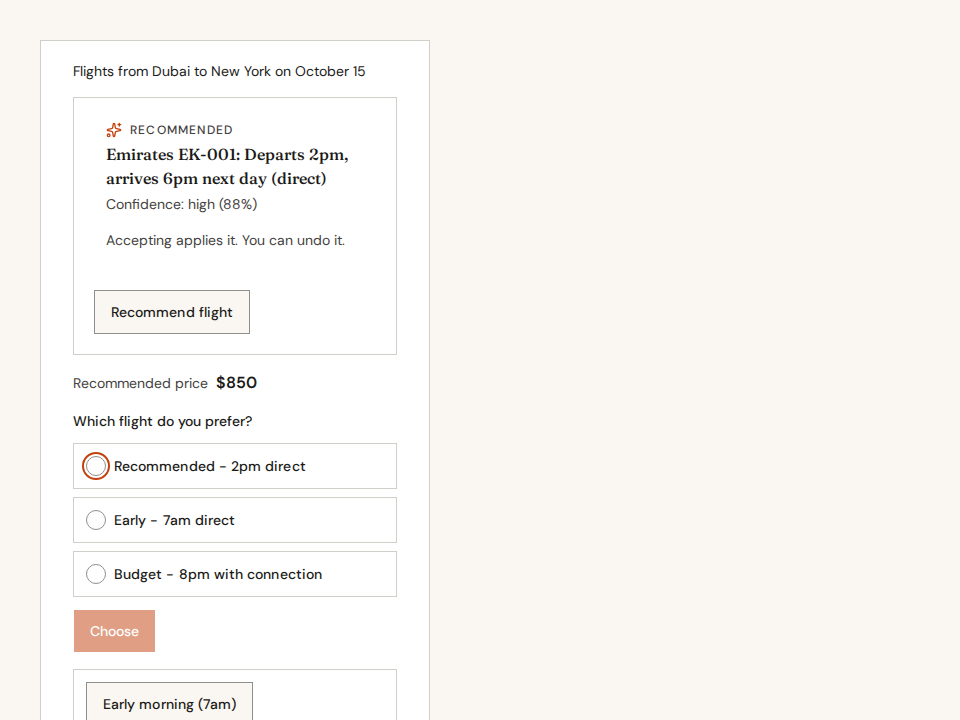 Flights from Dubai to New York on October 15
RECOMMENDED
Emirates EK-001: Departs 2pm,
arrives 6pm next day (direct)
Confidence: high (88%)
Accepting applies it. You can undo it.
Recommend flight
Recommended price $850
Which flight do you prefer?
Recommended - 2pm direct
Early - 7am direct
Budget - 8pm with connection
Choose
Early morning (7am)